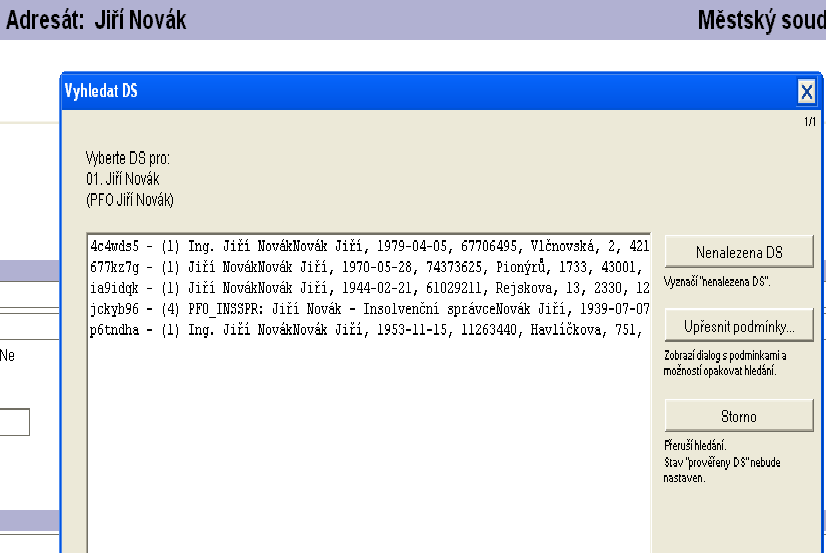 Adresát: Jiří Novák
Městský soud
Vyhledat DS
1/1
Vyberte DS pro:
01. Jiří Novák
(PFO Jiří Novák)
4c4wds5 - (1) Ing. Jiří NovákNovák Jiří, 1979-04-05, 67706495, Vlčnovská, 2, 421
677kz7g - (1) Jiří NovákNovák Jiří, 1970-05-28, 74373625, Pionýrů, 1733, 43001,
ia9idqk - (1) Jiří NovákNovák Jiří, 1944-02-21, 61029211, Rejskova, 13, 2330, 12
jckyb96 - (4) PFO_INSSPR: Jiří Novák - Insolvenční správceNovák Jiří, 1939-07-07
p6tndha - (1) Ing. Jiří NovákNovák Jiří, 1953-11-15, 11263440, Havlíčkova, 751,
Nenalezena DS
Vyznačí "nenalezena DS".
Upřesnit podmínky...
Zobrazí dialog s podmínkami a
možností opakovat hledání.
Storno
Přeruší hledání.
Stav "prověřeny DS" nebude
nastaven.
Ne